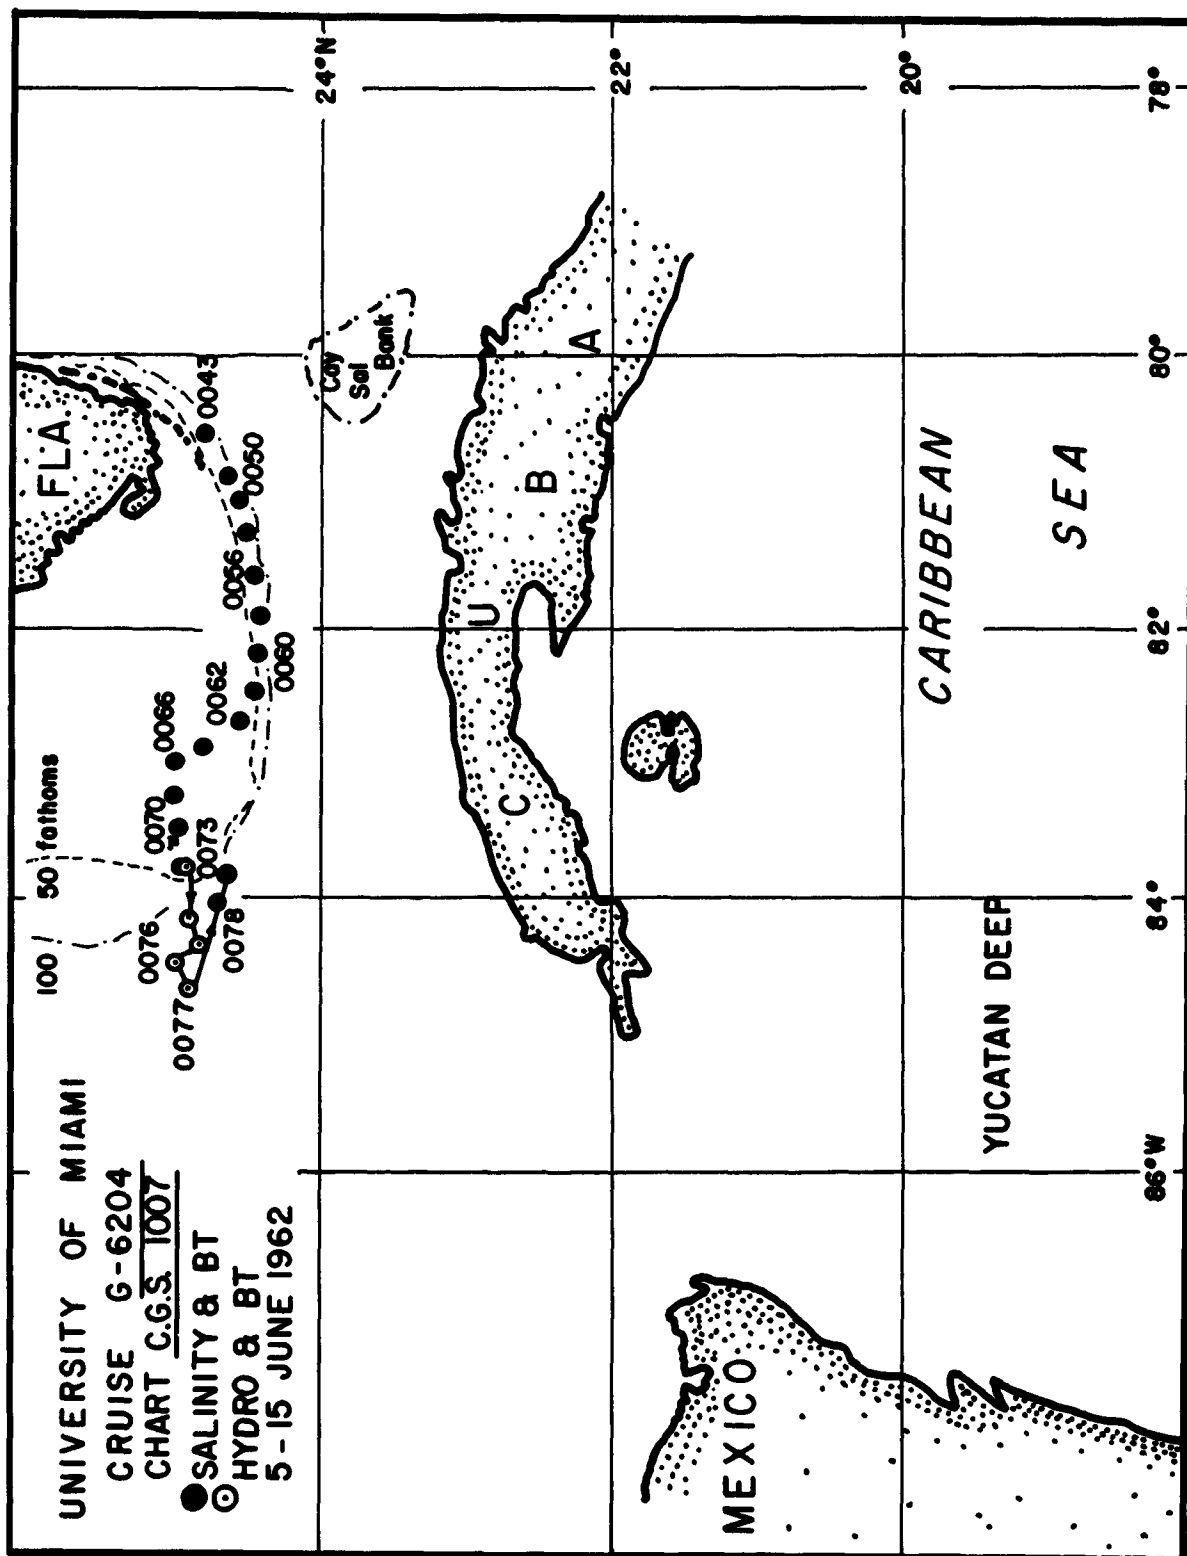 UNIVERSITY OF MIAMI
CRUISE G-6204
CHART C.G.S. 1007
SALINITY & BT
HYDRO & BT
5-15 JUNE 1962
100
50 fathoms
FLA
0077
0076
0078
0073
0070
0066
0062
0060
0056
0050
0043
24°N
Cay
Sal
Bank
C U B A
22°
MEXICO
20°
CARIBBEAN
SEA
YUCATAN DEEP
86°W
84°
82°
80°
78°